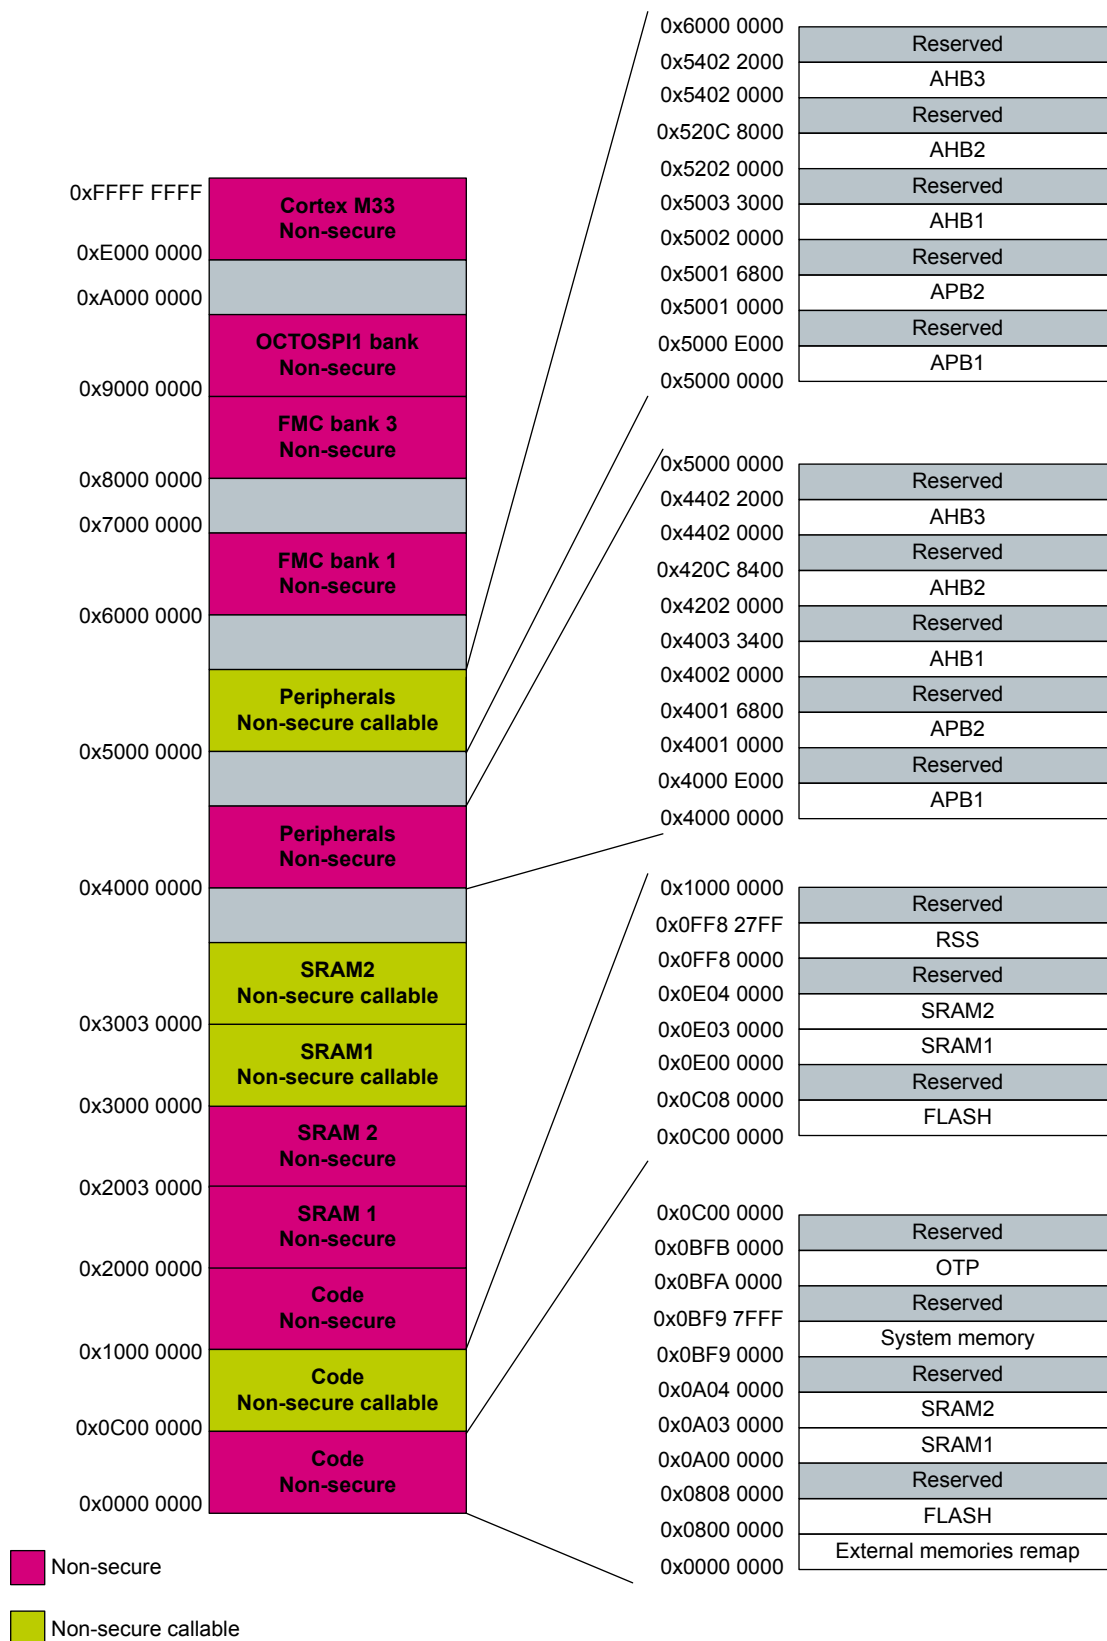 0xFFFF FFFF
Cortex M33
Non-secure
0xE000 0000
0xA000 0000
OCTOSPI1 bank
Non-secure
0x9000 0000
FMC bank 3
Non-secure
0x8000 0000
0x7000 0000
FMC bank 1
Non-secure
0x6000 0000
Peripherals
Non-secure callable
0x5000 0000
Peripherals
Non-secure
0x4000 0000
SRAM2
Non-secure callable
0x3003 0000
SRAM1
Non-secure callable
0x3000 0000
SRAM 2
Non-secure
0x2003 0000
SRAM 1
Non-secure
0x2000 0000
Code
Non-secure
0x1000 0000
Code
Non-secure callable
0x0C00 0000
Code
Non-secure
0x0000 0000
Non-secure
Non-secure callable
0x6000 0000
Reserved
0x5402 2000
AHB3
0x5402 0000
Reserved
0x520C 8000
AHB2
0x5202 0000
Reserved
0x5003 3000
AHB1
0x5002 0000
Reserved
0x5001 6800
APB2
0x5001 0000
Reserved
0x5000 E000
APB1
0x5000 0000
0x5000 0000
Reserved
0x4402 2000
AHB3
0x4402 0000
Reserved
0x420C 8400
AHB2
0x4202 0000
Reserved
0x4003 3400
AHB1
0x4002 0000
Reserved
0x4001 6800
APB2
0x4001 0000
Reserved
0x4000 E000
APB1
0x4000 0000
0x1000 0000
Reserved
0x0FF8 27FF
RSS
0x0FF8 0000
Reserved
0x0E04 0000
SRAM2
0x0E03 0000
SRAM1
0x0E00 0000
Reserved
0x0C08 0000
FLASH
0x0C00 0000
0x0C00 0000
Reserved
0x0BFB 0000
OTP
0x0BFA 0000
Reserved
0x0BF9 7FFF
System memory
0x0BF9 0000
Reserved
0x0A04 0000
SRAM2
0x0A03 0000
SRAM1
0x0A00 0000
Reserved
0x0808 0000
FLASH
0x0800 0000
External memories remap
0x0000 0000